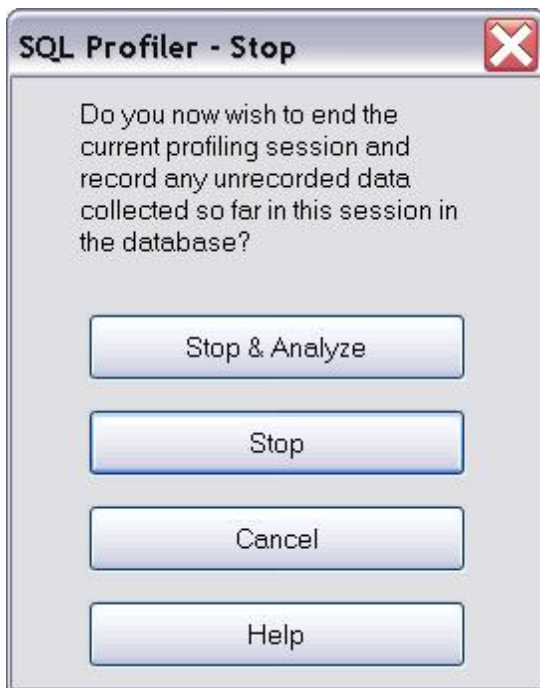 SQL Profiler - Stop
Do you now wish to end the
current profiling session and
record any unrecorded data
collected so far in this session in
the database?
Stop & Analyze
Stop
Cancel
Help